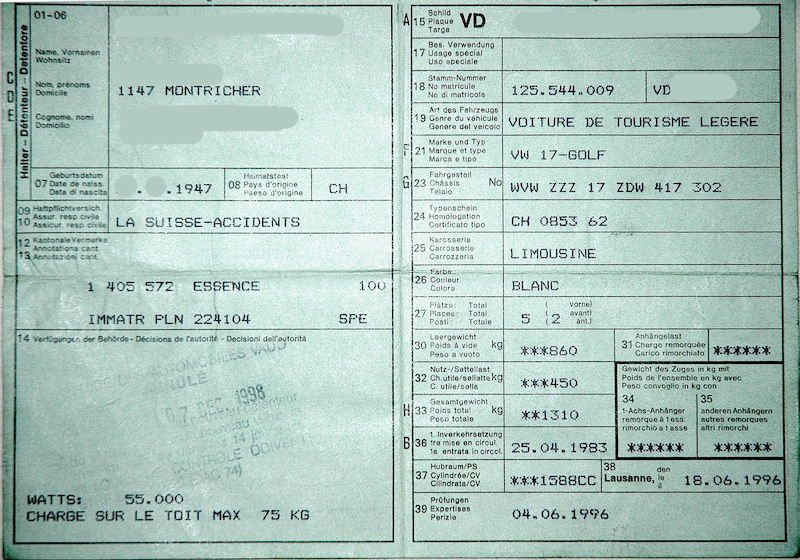 01-06
Halter – Détenteur – Detentore
C
D
E
Name, Vornamen
Wohnsitz
Nom, prénoms
Domicile
Cognome, nomi
Domicilio
1147 MONTRICHER
07 Geburtsdatum
Date de naiss.
Data di nascita
.1947
08 Heimatstaat
Pays d'origine
Paese d'origine
CH
09 Haftpflichtversich.
10 Assur. resp. civile
Assicur. resp. civile
LA SUISSE-ACCIDENTS
12 Kantonale Vermerke
Annotations cant.
13 Annotazioni cant.
1 405 572 ESSENCE 100
IMMATR PLN 224104 SPE
14 Verfügungen der Behörde - Décisions de l'autorité - Decisioni dell'autorità
AUTOMOBILES VAUD
NULE
7 DEC. 1998
WATTS: 55.000
CHARGE SUR LE TOIT MAX 75 KG
A 15 Schild
Plaque
Targa
VD
17 Bes. Verwendung
Usage spécial
Uso speciale
18 Stamm-Nummer
No matricule
No di matricola
125.544.009 VD
19 Art des Fahrzeugs
Genre du véhicule
Genere del veicolo
VOITURE DE TOURISME LEGERE
F 21 Marke und Typ
Marque et type
Marca e tipo
VW 17-GOLF
G 23 Fahrgestell
Châssis No
Telaio
WVW ZZZ 17 ZDW 417 302
24 Typenschein
Homologation
Certificato tipo
CH 0853 62
25 Karosserie
Carrosserie
Carrozzeria
LIMOUSINE
26 Farbe
Couleur
Colore
BLANC
27 Plätze: Total (vorne)
Places: Total (avant)
Posti: Totale (ant.)
5 (2
30 Leergewicht
Poids à vide kg
Peso a vuoto
***860
31 Anhängelast
Charge remorquée
Carico rimorchiato
******
32 Nutz-/Sattellast
Ch.utile/sellette kg
C. utile/sella
***450
Gewicht des Zuges in kg mit
Poids de l'ensemble en kg avec
Peso convoglio in kg con
H 33 Gesamtgewicht
Poids total kg
Peso totale
**1310
34
1-Achs-Anhänger
remorque à 1 ess.
rimorchio a 1 asse
******
35
anderen Anhängern
autres remorques
altri rimorchi
******
B 36 1. Inverkehrsetzung
1re mise en circul.
1a entrata in circol.
25.04.1983
37 Hubraum/PS
Cylindrée/CV
Cilindrata/CV
***1588CC
38
Lausanne, den
le
il
18.06.1996
39 Prüfungen
Expertises
Perizie
04.06.1996